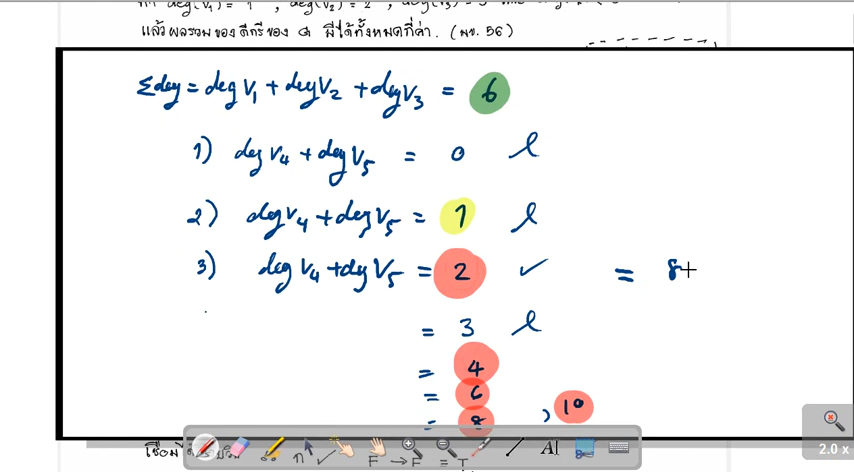 แล้วผลรวมของดีกรีของ G มีได้ทั้งหมดกี่ค่า. (มข. 56)
Σdeg = deg V₁ + deg V₂ + deg V₃ = 6
1) deg V₄ + deg V₅ = 0 l
2) deg V₄ + deg V₅ = 1 l
3) deg V₄ + deg V₅ = 2 ✓ = 8+
= 3 l
= 4
= 6
= 8 , 10
F → F = T
2.0 x